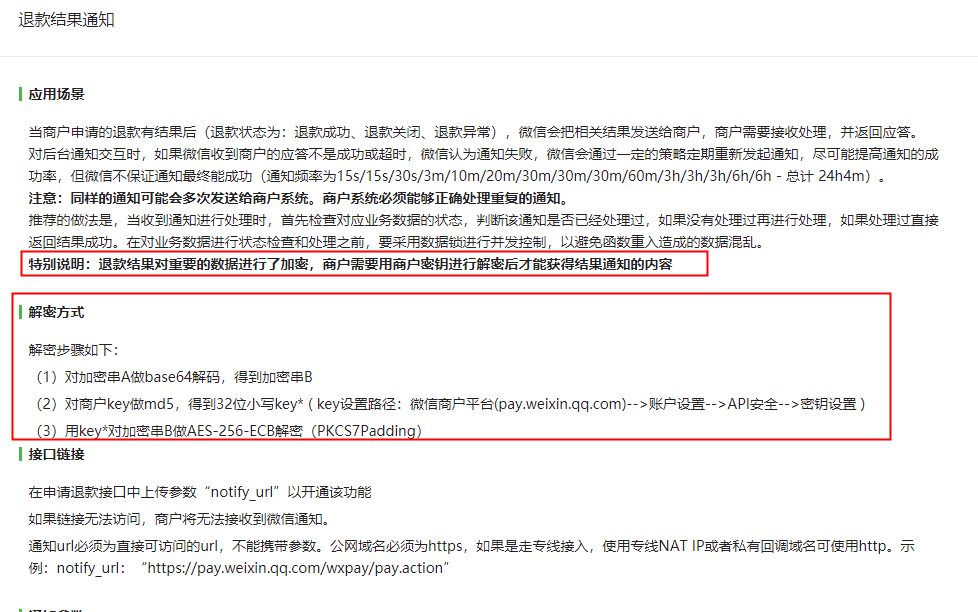 退款结果通知
应用场景
当商户申请的退款有结果后（退款状态为：退款成功、退款关闭、退款异常），微信会把相关结果发送给商户，商户需要接收处理，并返回应答。
对后台通知交互时，如果微信收到商户的应答不是成功或超时，微信认为通知失败，微信会通过一定的策略定期重新发起通知，尽可能提高通知的成
功率，但微信不保证通知最终能成功（通知频率为15s/15s/30s/3m/10m/20m/30m/30m/30m/60m/3h/3h/3h/6h/6h - 总计 24h4m）。
注意：同样的通知可能会多次发送给商户系统。商户系统必须能够正确处理重复的通知。
推荐的做法是，当收到通知进行处理时，首先检查对应业务数据的状态，判断该通知是否已经处理过，如果没有处理过再进行处理，如果处理过直接
返回结果成功。在对业务数据进行状态检查和处理之前，要采用数据锁进行并发控制，以避免函数重入造成的数据混乱。
特别说明：退款结果对重要的数据进行了加密，商户需要用商户密钥进行解密后才能获得结果通知的内容
解密方式
解密步骤如下：
（1）对加密串A做base64解码，得到加密串B
（2）对商户key做md5，得到32位小写key* ( key设置路径：微信商户平台(pay.weixin.qq.com)-->账户设置-->API安全-->密钥设置 )
（3）用key*对加密串B做AES-256-ECB解密（PKCS7Padding）
接口链接
在申请退款接口中上传参数“notify_url”以开通该功能
如果链接无法访问，商户将无法接收到微信通知。
通知url必须为直接可访问的url，不能携带参数。公网域名必须为https，如果是走专线接入，使用专线NAT IP或者私有回调域名可使用http。示
例：notify_url：“https://pay.weixin.qq.com/wxpay/pay.action”